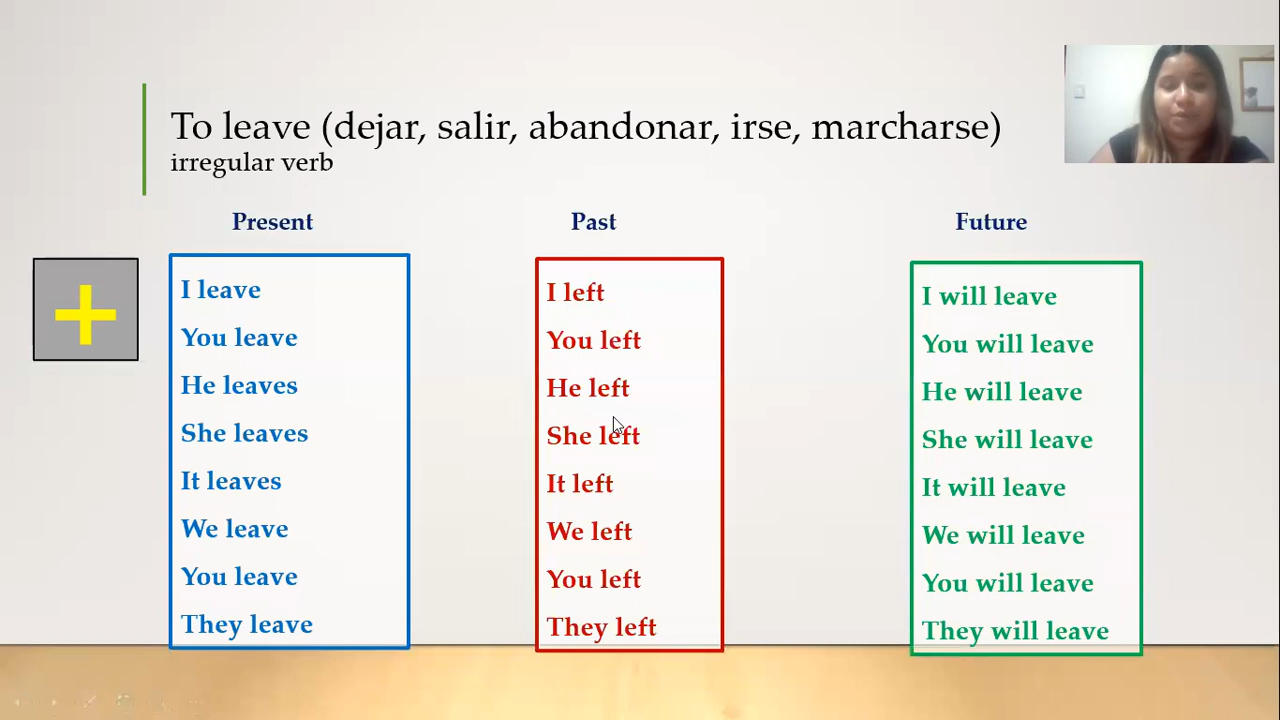 To leave (dejar, salir, abandonar, irse, marcharse)
irregular verb
Present
Past
Future
I leave
You leave
He leaves
She leaves
It leaves
We leave
You leave
They leave
I left
You left
He left
She left
It left
We left
You left
They left
I will leave
You will leave
He will leave
She will leave
It will leave
We will leave
You will leave
They will leave